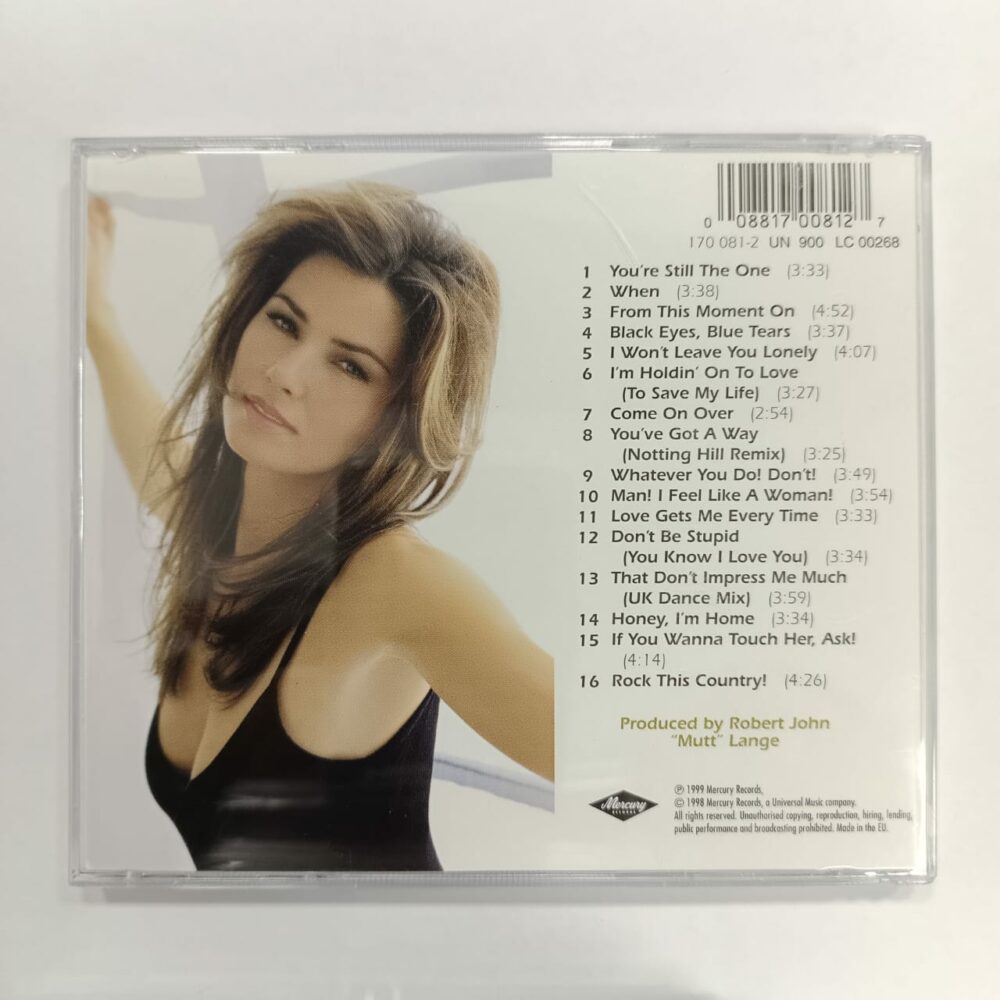 0 08817 00812 7
170 081-2 UN 900 LC 00268
1 You're Still The One (3:33)
2 When (3:38)
3 From This Moment On (4:52)
4 Black Eyes, Blue Tears (3:37)
5 I Won't Leave You Lonely (4:07)
6 I'm Holdin' On To Love
(To Save My Life) (3:27)
7 Come On Over (2:54)
8 You've Got A Way
(Notting Hill Remix) (3:25)
9 Whatever You Do! Don't! (3:49)
10 Man! I Feel Like A Woman! (3:54)
11 Love Gets Me Every Time (3:33)
12 Don't Be Stupid
(You Know I Love You) (3:34)
13 That Don't Impress Me Much
(UK Dance Mix) (3:59)
14 Honey, I'm Home (3:34)
15 If You Wanna Touch Her, Ask!
(4:14)
16 Rock This Country! (4:26)
Produced by Robert John
"Mutt" Lange
Mercury
RECORDS
℗ 1999 Mercury Records,
© 1998 Mercury Records, a Universal Music company.
All rights reserved. Unauthorised copying, reproduction, hiring, lending,
public performance and broadcasting prohibited. Made in the EU.